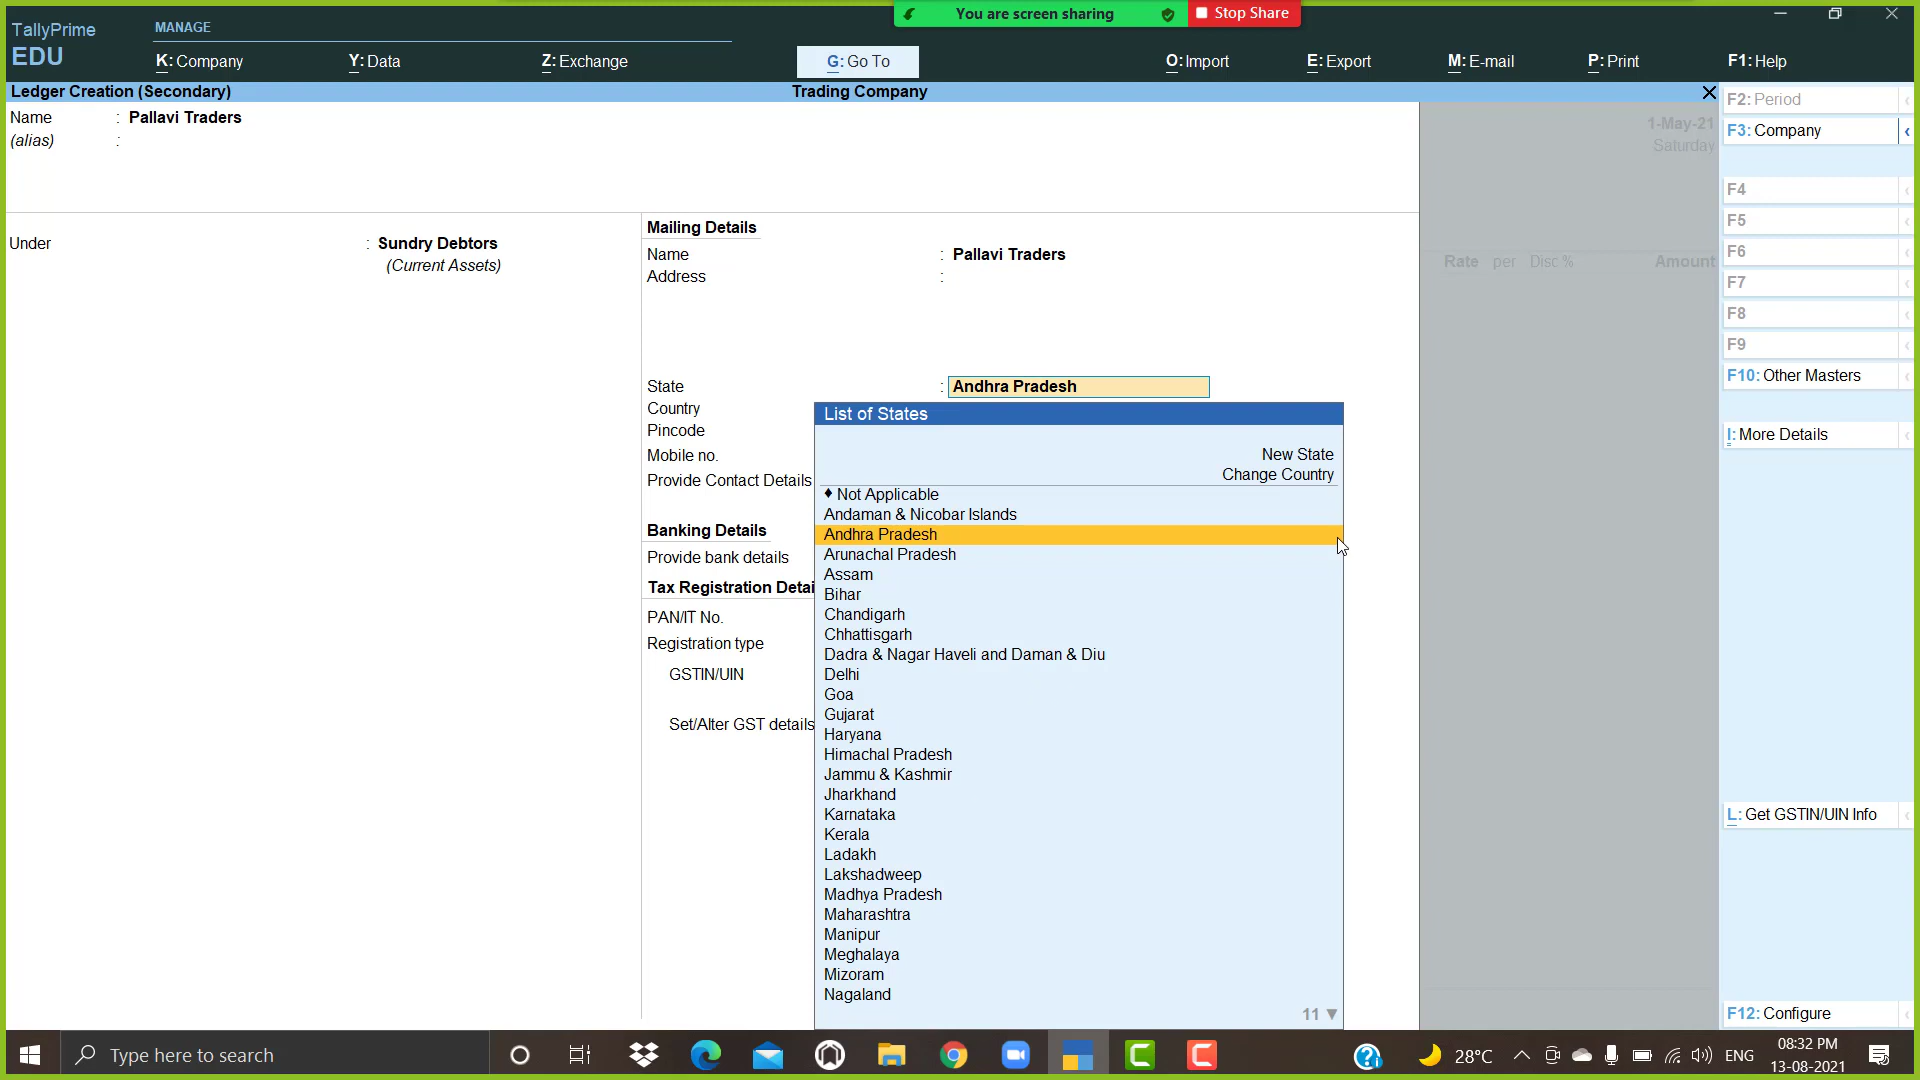 You are screen sharing
Stop Share
TallyPrime
EDU
MANAGE
K: Company
Y: Data
Z: Exchange
G: Go To
O: Import
E: Export
M: E-mail
P: Print
F1: Help
Ledger Creation (Secondary)
Trading Company
Name : Pallavi Traders
(alias) :
Under : Sundry Debtors
(Current Assets)
Mailing Details
Name : Pallavi Traders
Address :
State : Andhra Pradesh
Country
Pincode
Mobile no.
Provide Contact Details
Banking Details
Provide bank details
Tax Registration Detai
PAN/IT No.
Registration type
GSTIN/UIN
Set/Alter GST details
List of States
New State
Change Country
♦ Not Applicable
Andaman & Nicobar Islands
Andhra Pradesh
Arunachal Pradesh
Assam
Bihar
Chandigarh
Chhattisgarh
Dadra & Nagar Haveli and Daman & Diu
Delhi
Goa
Gujarat
Haryana
Himachal Pradesh
Jammu & Kashmir
Jharkhand
Karnataka
Kerala
Ladakh
Lakshadweep
Madhya Pradesh
Maharashtra
Manipur
Meghalaya
Mizoram
Nagaland
11 ▼
1-May-21
Saturday
Rate per Disc % Amount
F2: Period
F3: Company
F4
F5
F6
F7
F8
F9
F10: Other Masters
I: More Details
L: Get GSTIN/UIN Info
F12: Configure
Type here to search
28°C
ENG
08:32 PM
13-08-2021